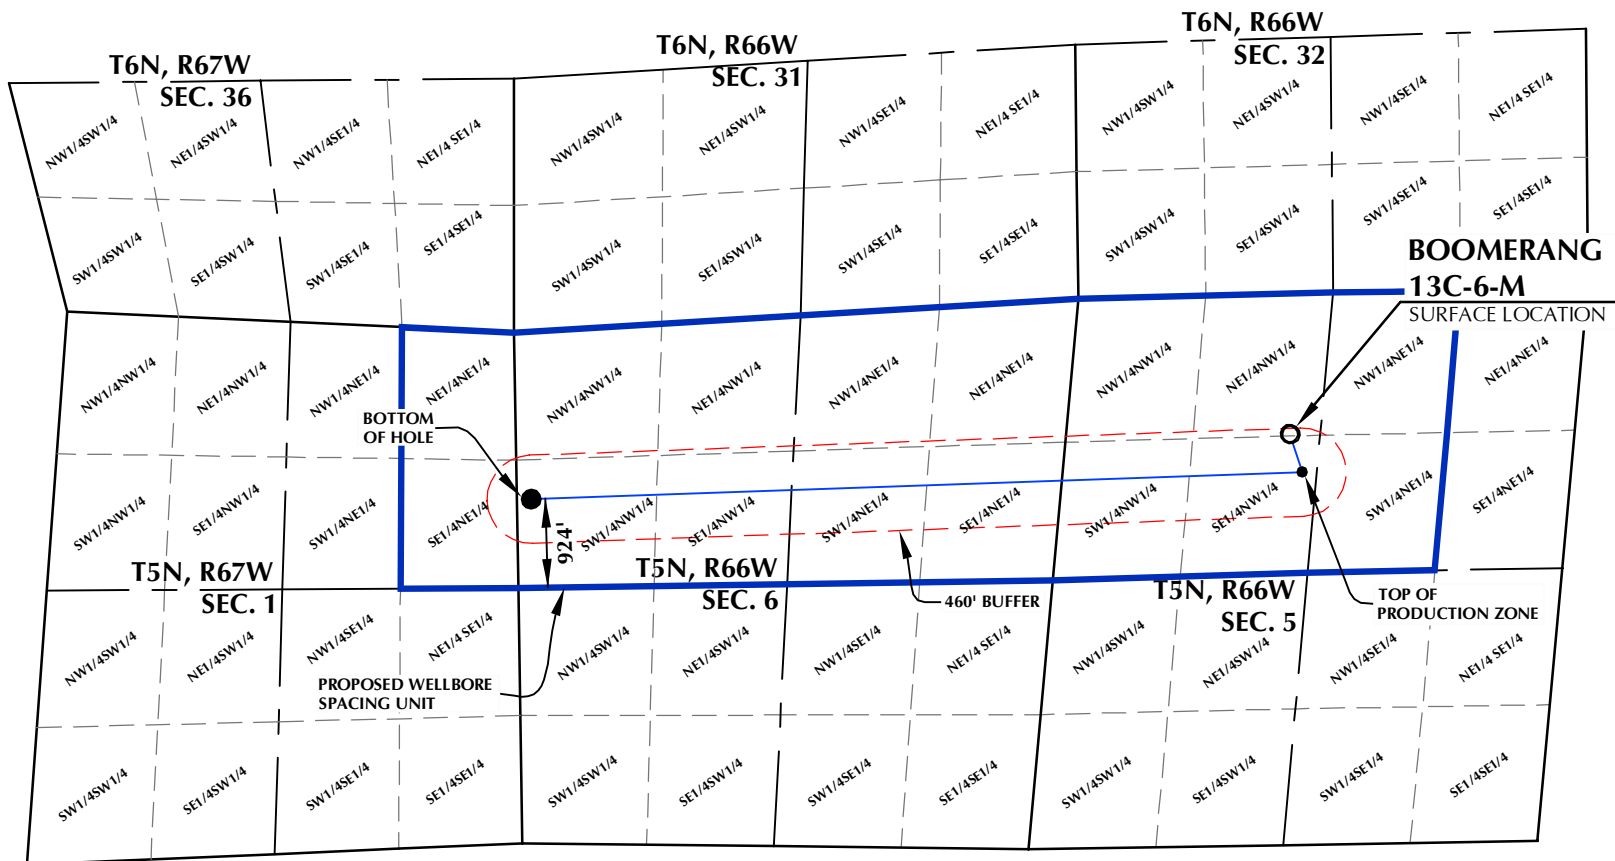 T6N, R67W
SEC. 36
T6N, R66W
SEC. 31
T6N, R66W
SEC. 32
NW1/4SW1/4
NE1/4SW1/4
NW1/4SE1/4
NE1/4 SE1/4
NW1/4SW1/4
NE1/4SW1/4
NW1/4SE1/4
NE1/4 SE1/4
NW1/4SW1/4
NE1/4SW1/4
NW1/4SE1/4
NE1/4 SE1/4
SW1/4SW1/4
SE1/4SW1/4
SW1/4SE1/4
SE1/4SE1/4
SW1/4SW1/4
SE1/4SW1/4
SW1/4SE1/4
SE1/4SE1/4
SW1/4SW1/4
SE1/4SW1/4
SW1/4SE1/4
SE1/4SE1/4
BOOMERANG
13C-6-M
SURFACE LOCATION
NW1/4NW1/4
NE1/4NW1/4
NW1/4NE1/4
NE1/4NE1/4
NW1/4NW1/4
NE1/4NW1/4
NW1/4NE1/4
NE1/4NE1/4
NW1/4NW1/4
NE1/4NW1/4
NW1/4NE1/4
NE1/4NE1/4
BOTTOM
OF HOLE
SW1/4NW1/4
SE1/4NW1/4
SW1/4NE1/4
SE1/4NE1/4
924'
SW1/4NW1/4
SE1/4NW1/4
SW1/4NE1/4
SE1/4NE1/4
SW1/4NW1/4
SE1/4NW1/4
SW1/4NE1/4
SE1/4NE1/4
T5N, R67W
SEC. 1
T5N, R66W
SEC. 6
460' BUFFER
T5N, R66W
SEC. 5
TOP OF
PRODUCTION ZONE
NW1/4SW1/4
NE1/4SW1/4
NW1/4SE1/4
NE1/4 SE1/4
NW1/4SW1/4
NE1/4SW1/4
NW1/4SE1/4
NE1/4 SE1/4
NW1/4SW1/4
NE1/4SW1/4
NW1/4SE1/4
NE1/4 SE1/4
PROPOSED WELLBORE
SPACING UNIT
SW1/4SW1/4
SE1/4SW1/4
SW1/4SE1/4
SE1/4SE1/4
SW1/4SW1/4
SE1/4SW1/4
SW1/4SE1/4
SE1/4SE1/4
SW1/4SW1/4
SE1/4SW1/4
SW1/4SE1/4
SE1/4SE1/4